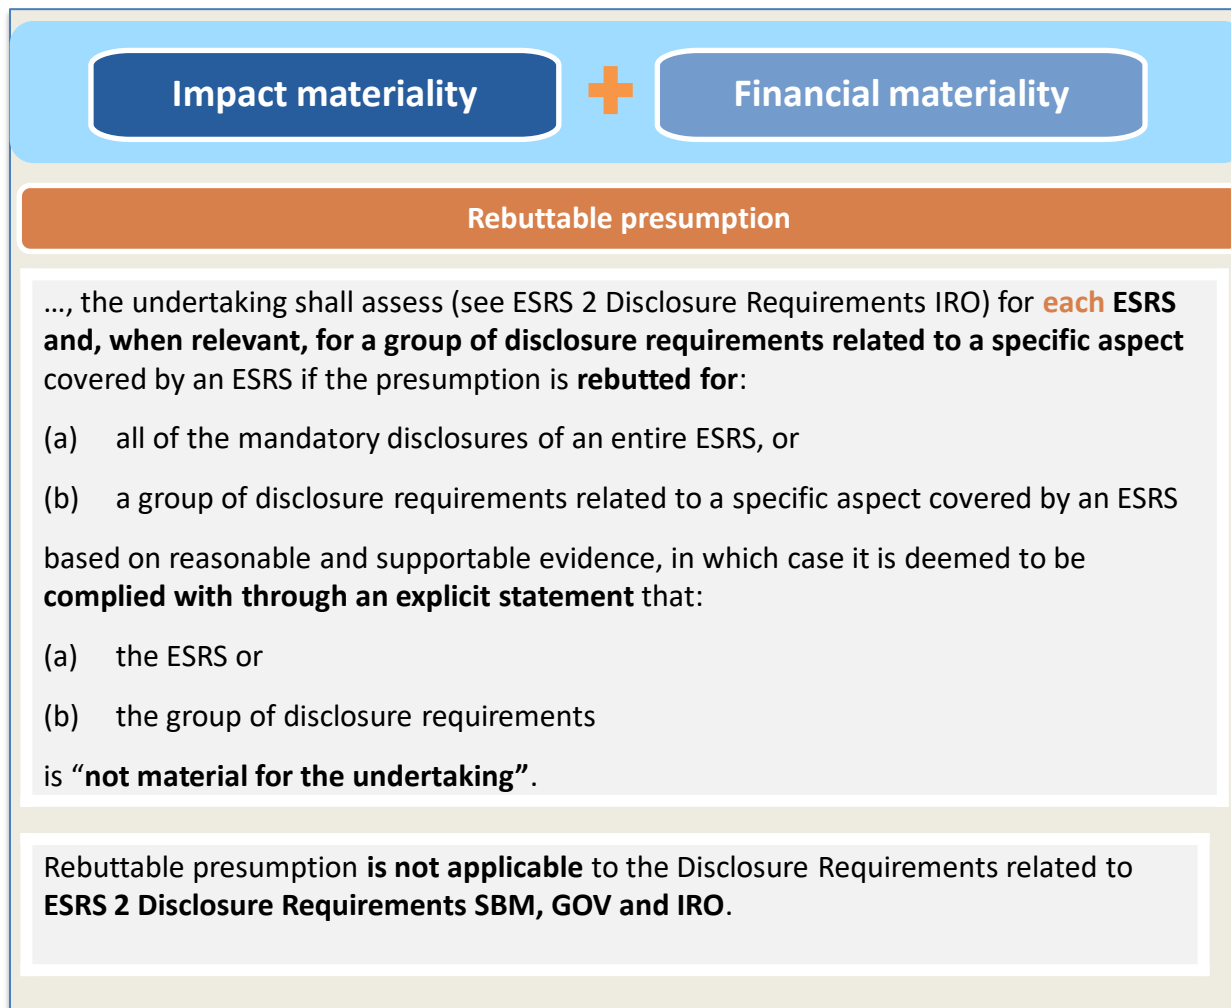 Impact materiality
Financial materiality
Rebuttable presumption
..., the undertaking shall assess (see ESRS 2 Disclosure Requirements IRO) for each ESRS
and, when relevant, for a group of disclosure requirements related to a specific aspect
covered by an ESRS if the presumption is rebutted for:
(a) all of the mandatory disclosures of an entire ESRS, or
(b) a group of disclosure requirements related to a specific aspect covered by an ESRS
based on reasonable and supportable evidence, in which case it is deemed to be
complied with through an explicit statement that:
(a) the ESRS or
(b) the group of disclosure requirements
is “not material for the undertaking”.
Rebuttable presumption is not applicable to the Disclosure Requirements related to
ESRS 2 Disclosure Requirements SBM, GOV and IRO.